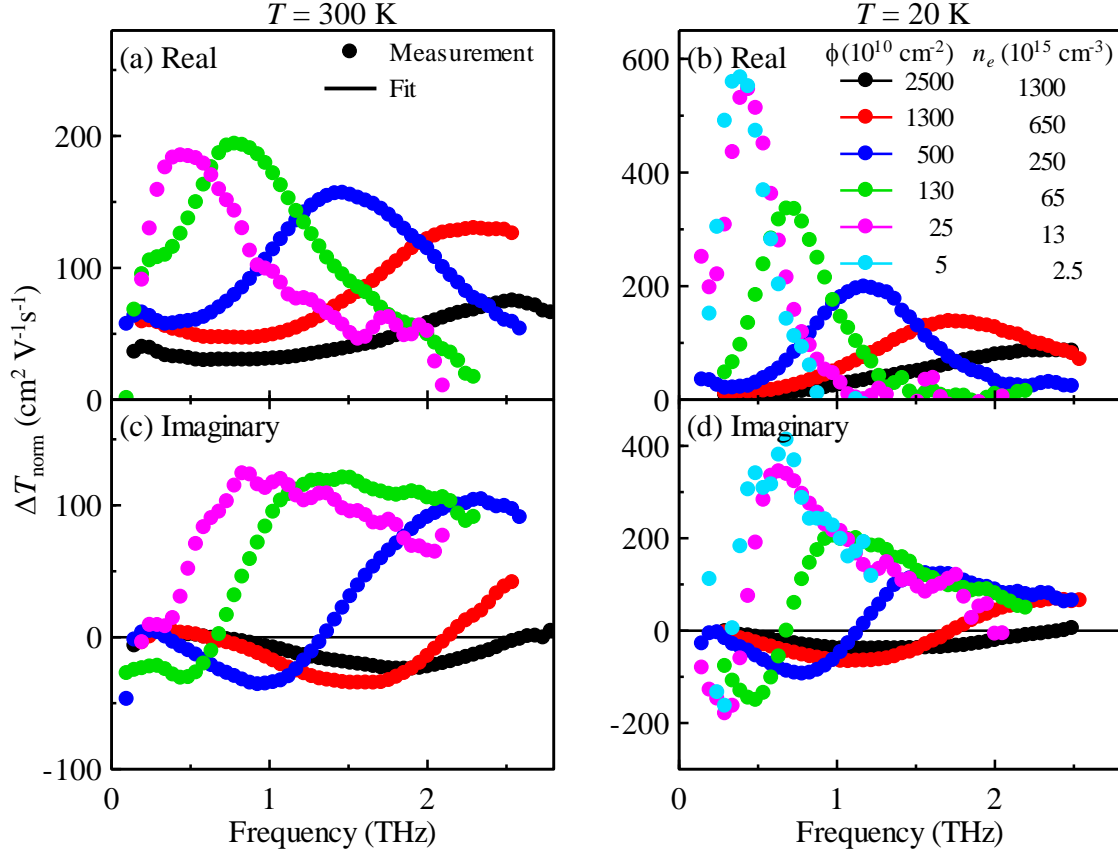 T = 300 K
T = 20 K
(a) Real
Measurement
Fit
(b) Real
ϕ (10^10 cm^-2) n_e (10^15 cm^-3)
2500 1300
1300 650
500 250
130 65
25 13
5 2.5
200
100
0
600
400
200
0
ΔT_norm (cm^2 V^-1s^-1)
(c) Imaginary
(d) Imaginary
100
0
-100
400
200
0
-200
0 1 2
0 1 2
Frequency (THz)
Frequency (THz)